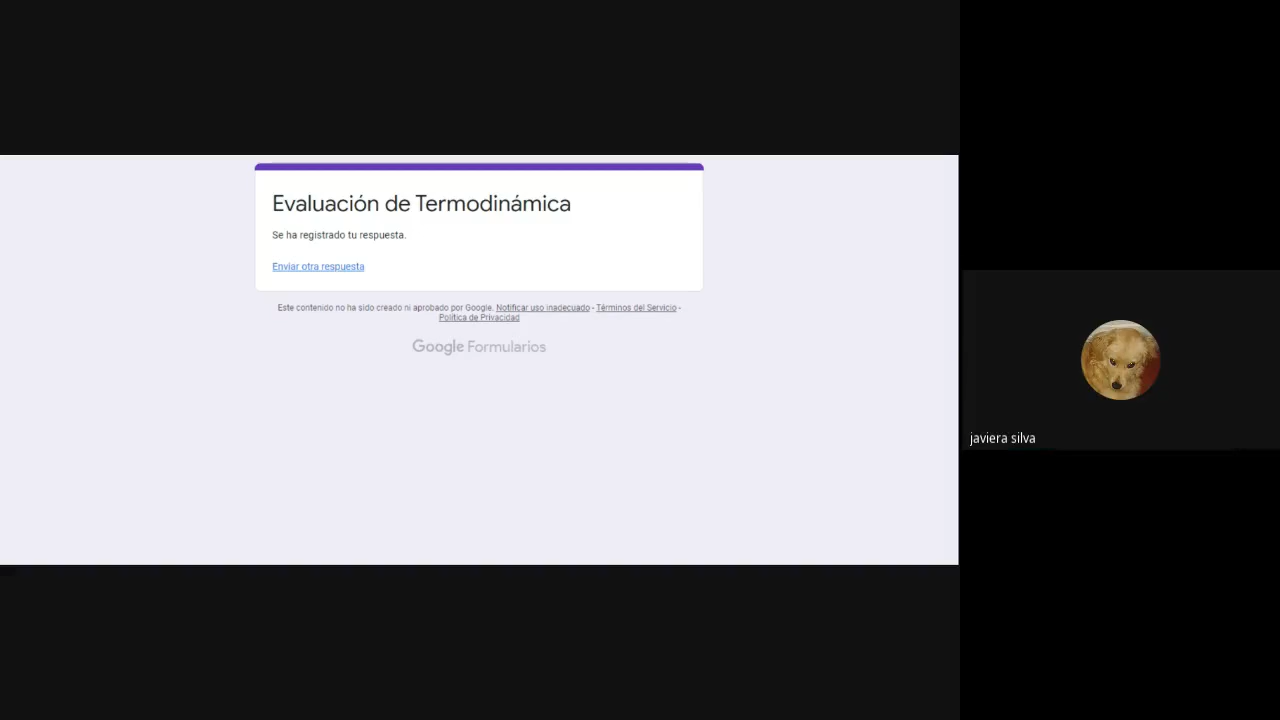 Evaluación de Termodinámica
Se ha registrado tu respuesta.
Enviar otra respuesta
Este contenido no ha sido creado ni aprobado por Google. Notificar uso inadecuado - Términos del Servicio -
Política de Privacidad
Google Formularios
javiera silva